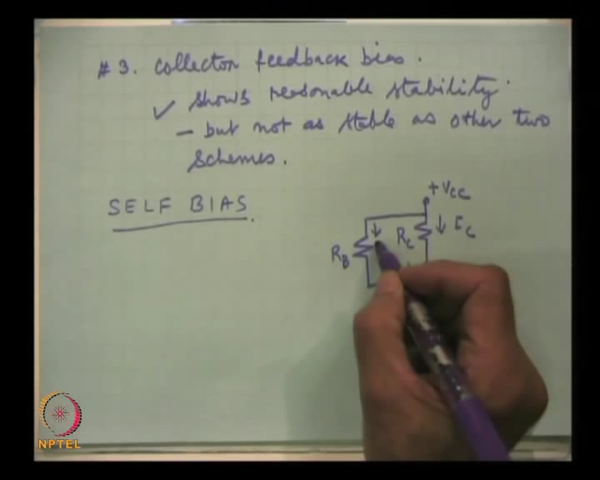 # 3. Collector feedback bias.
✓ shows reasonable stability.
- but not as stable as other two
schemes.
SELF BIAS.
+VCC
RB
RC
IC
NPTEL